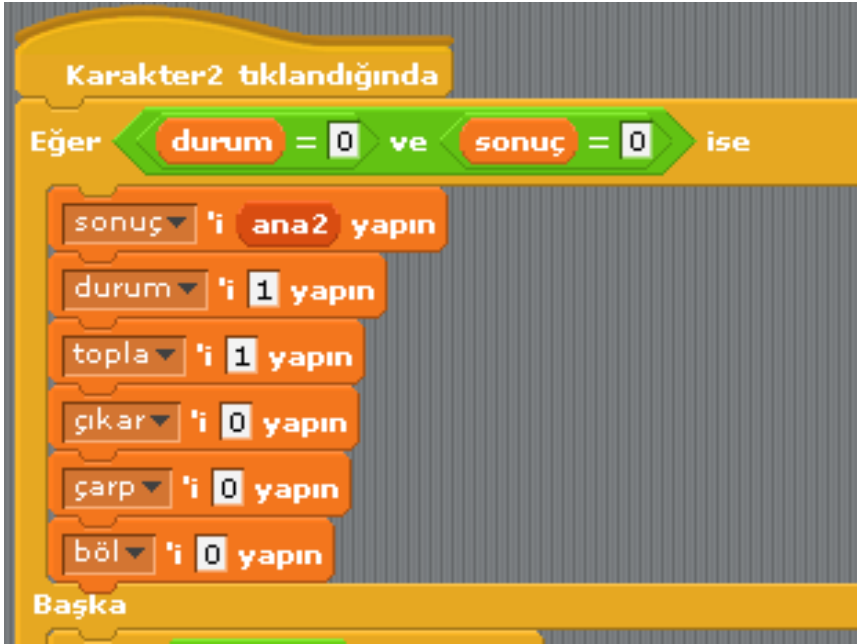 Karakter2 tıklandığında
Eğer durum = 0 ve sonuç = 0 ise
sonuç 'i ana2 yapın
durum 'i 1 yapın
topla 'i 1 yapın
çıkar 'i 0 yapın
çarp 'i 0 yapın
böl 'i 0 yapın
Başka